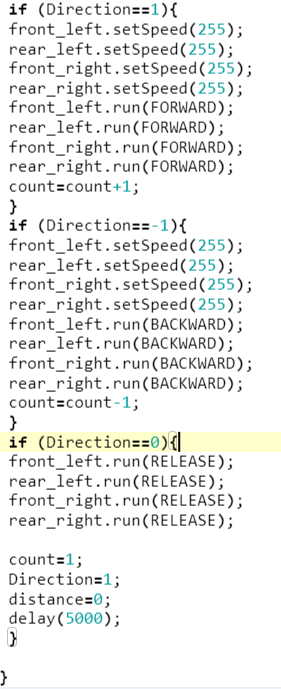 if (Direction==1){
front_left.setSpeed(255);
rear_left.setSpeed(255);
front_right.setSpeed(255);
rear_right.setSpeed(255);
front_left.run(FORWARD);
rear_left.run(FORWARD);
front_right.run(FORWARD);
rear_right.run(FORWARD);
count=count+1;
}
if (Direction==-1){
front_left.setSpeed(255);
rear_left.setSpeed(255);
front_right.setSpeed(255);
rear_right.setSpeed(255);
front_left.run(BACKWARD);
rear_left.run(BACKWARD);
front_right.run(BACKWARD);
rear_right.run(BACKWARD);
count=count-1;
}
if (Direction==0){
front_left.run(RELEASE);
rear_left.run(RELEASE);
front_right.run(RELEASE);
rear_right.run(RELEASE);
count=1;
Direction=1;
distance=0;
delay(5000);
}
}